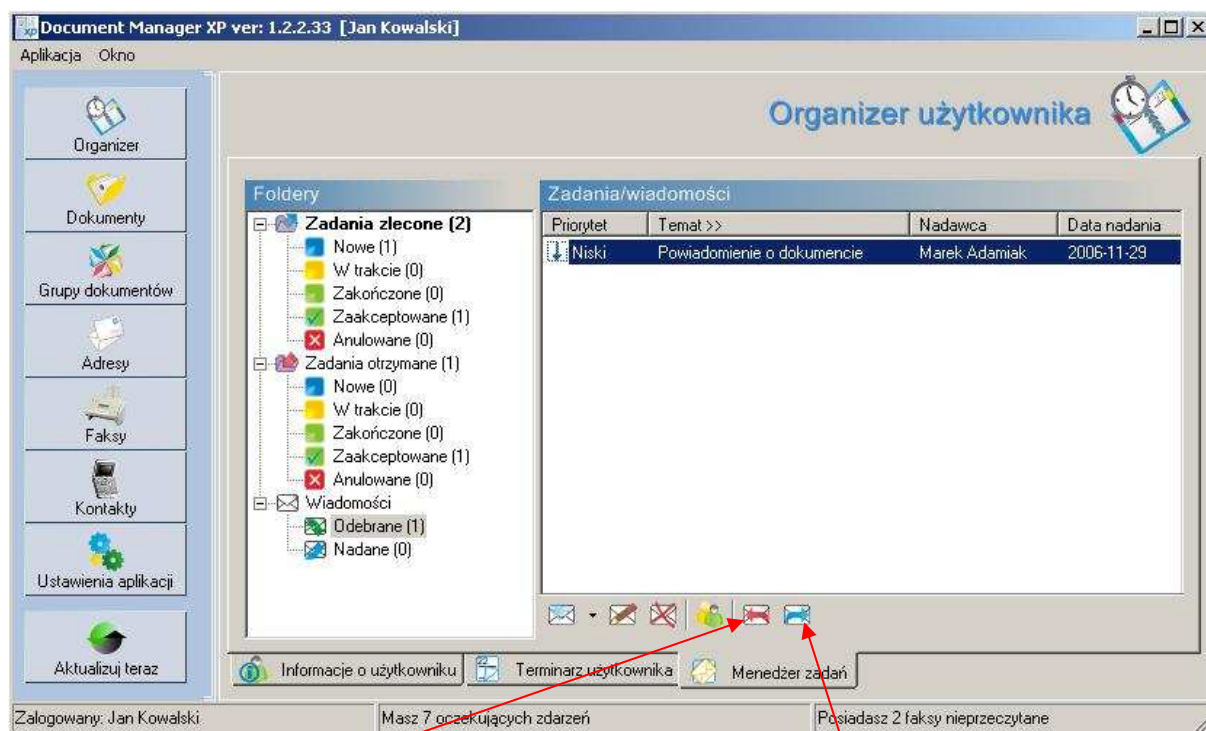 Document Manager XP ver: 1.2.2.33 [Jan Kowalski]
Aplikacja Okno
Organizer użytkownika
Organizer
Dokumenty
Grupy dokumentów
Adresy
Faksy
Kontakty
Ustawienia aplikacji
Aktualizuj teraz
Foldery
Zadania zlecone (2)
Nowe (1)
W trakcie (0)
Zakończone (0)
Zaakceptowane (1)
Anulowane (0)
Zadania otrzymane (1)
Nowe (0)
W trakcie (0)
Zakończone (0)
Zaakceptowane (1)
Anulowane (0)
Wiadomości
Odebrane (1)
Nadane (0)
Zadania/wiadomości
Priorytet Temat >> Nadawca Data nadania
Niski Powiadomienie o dokumencie Marek Adamiak 2006-11-29
Informacje o użytkowniku Terminarz użytkownika Menedżer zadań
Zalogowany: Jan Kowalski Masz 7 oczekujących zdarzeń Posiadasz 2 faksy nieprzeczytane